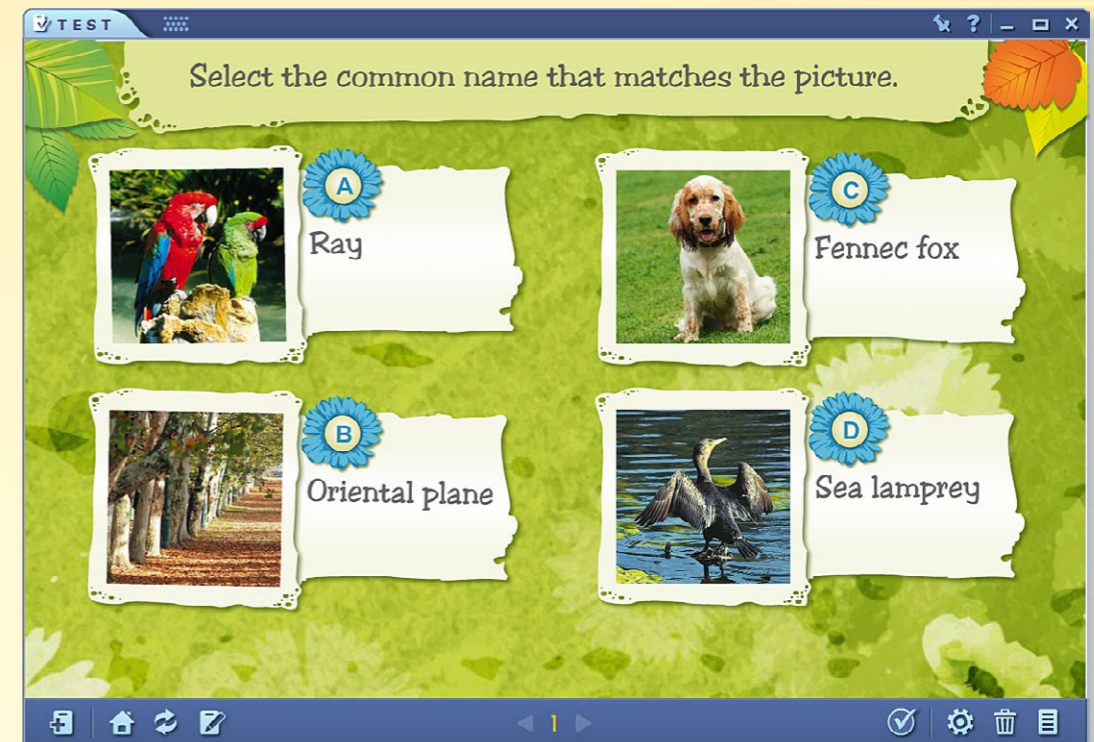 TEST
?
Select the common name that matches the picture.
A
Ray
C
Fennec fox
B
Oriental plane
D
Sea lamprey
1